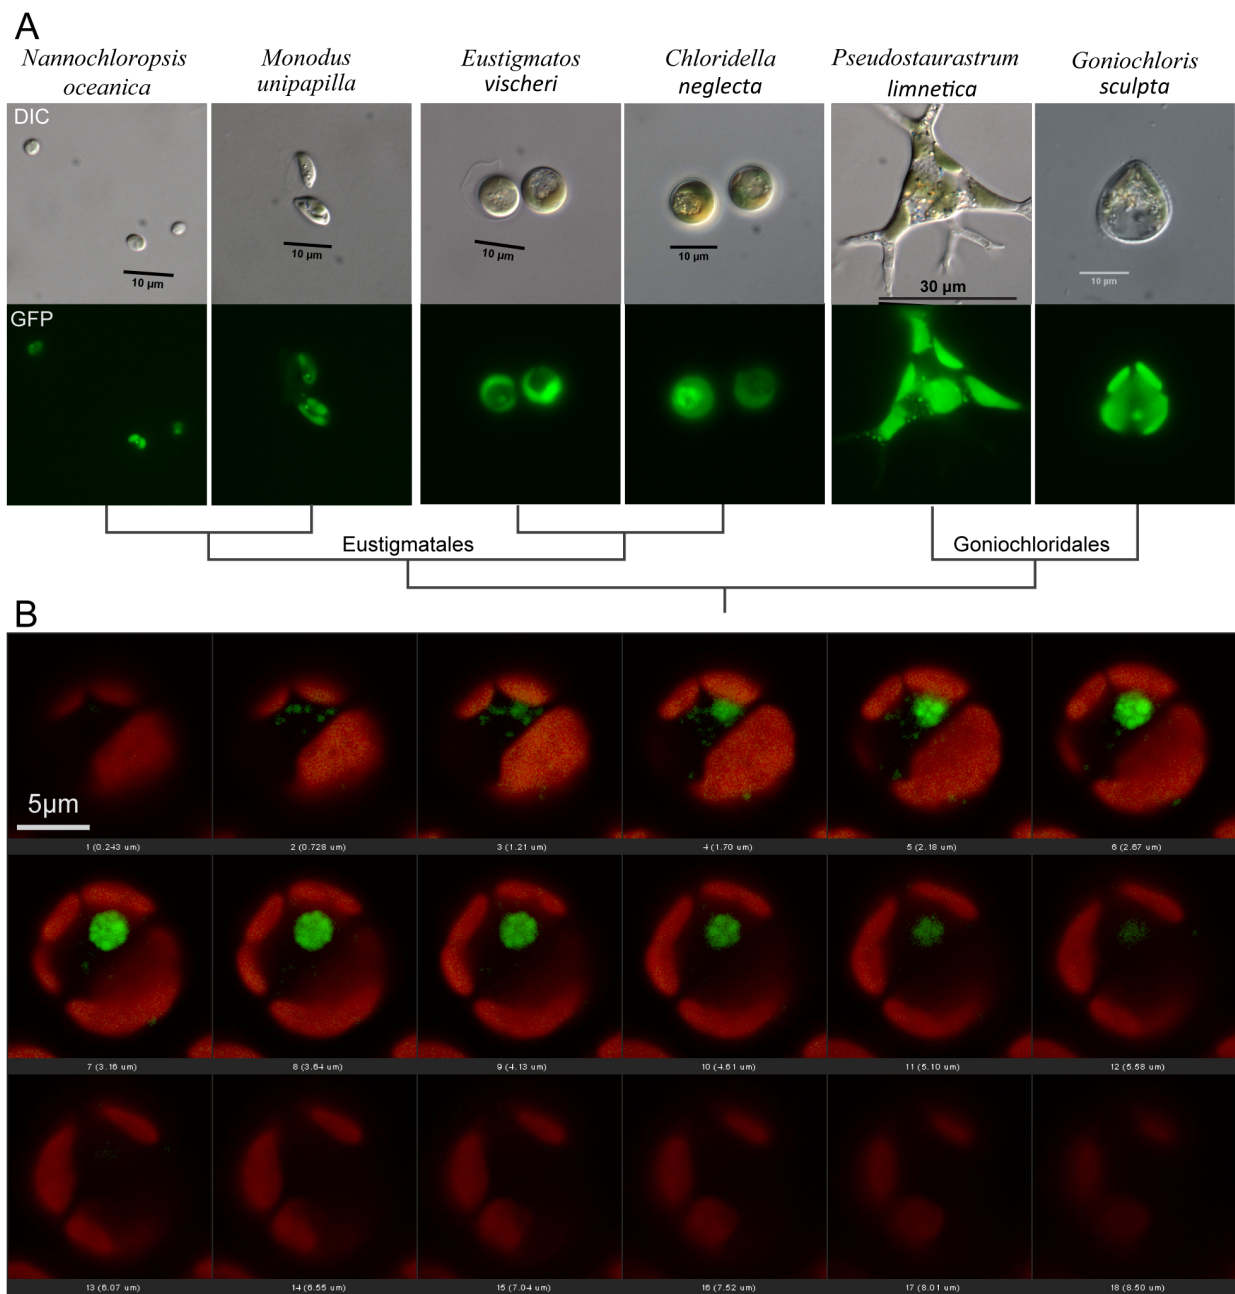 A
Nannochloropsis
oceanica
Monodus
unipapilla
Eustigmatos
vischeri
Chloridella
neglecta
Pseudostaurastrum
limnetica
Goniochloris
sculpta
DIC
10 µm
10 µm
10 µm
10 µm
30 µm
10 µm
GFP
Eustigmatales
Goniochloridales
B
5µm
1 (0.243 um)
2 (0.728 um)
3 (1.21 um)
4 (1.70 um)
5 (2.18 um)
6 (2.67 um)
7 (3.16 um)
8 (3.64 um)
9 (4.13 um)
10 (4.61 um)
11 (5.10 um)
12 (5.58 um)
13 (6.07 um)
14 (6.55 um)
15 (7.04 um)
16 (7.52 um)
17 (8.01 um)
18 (8.50 um)